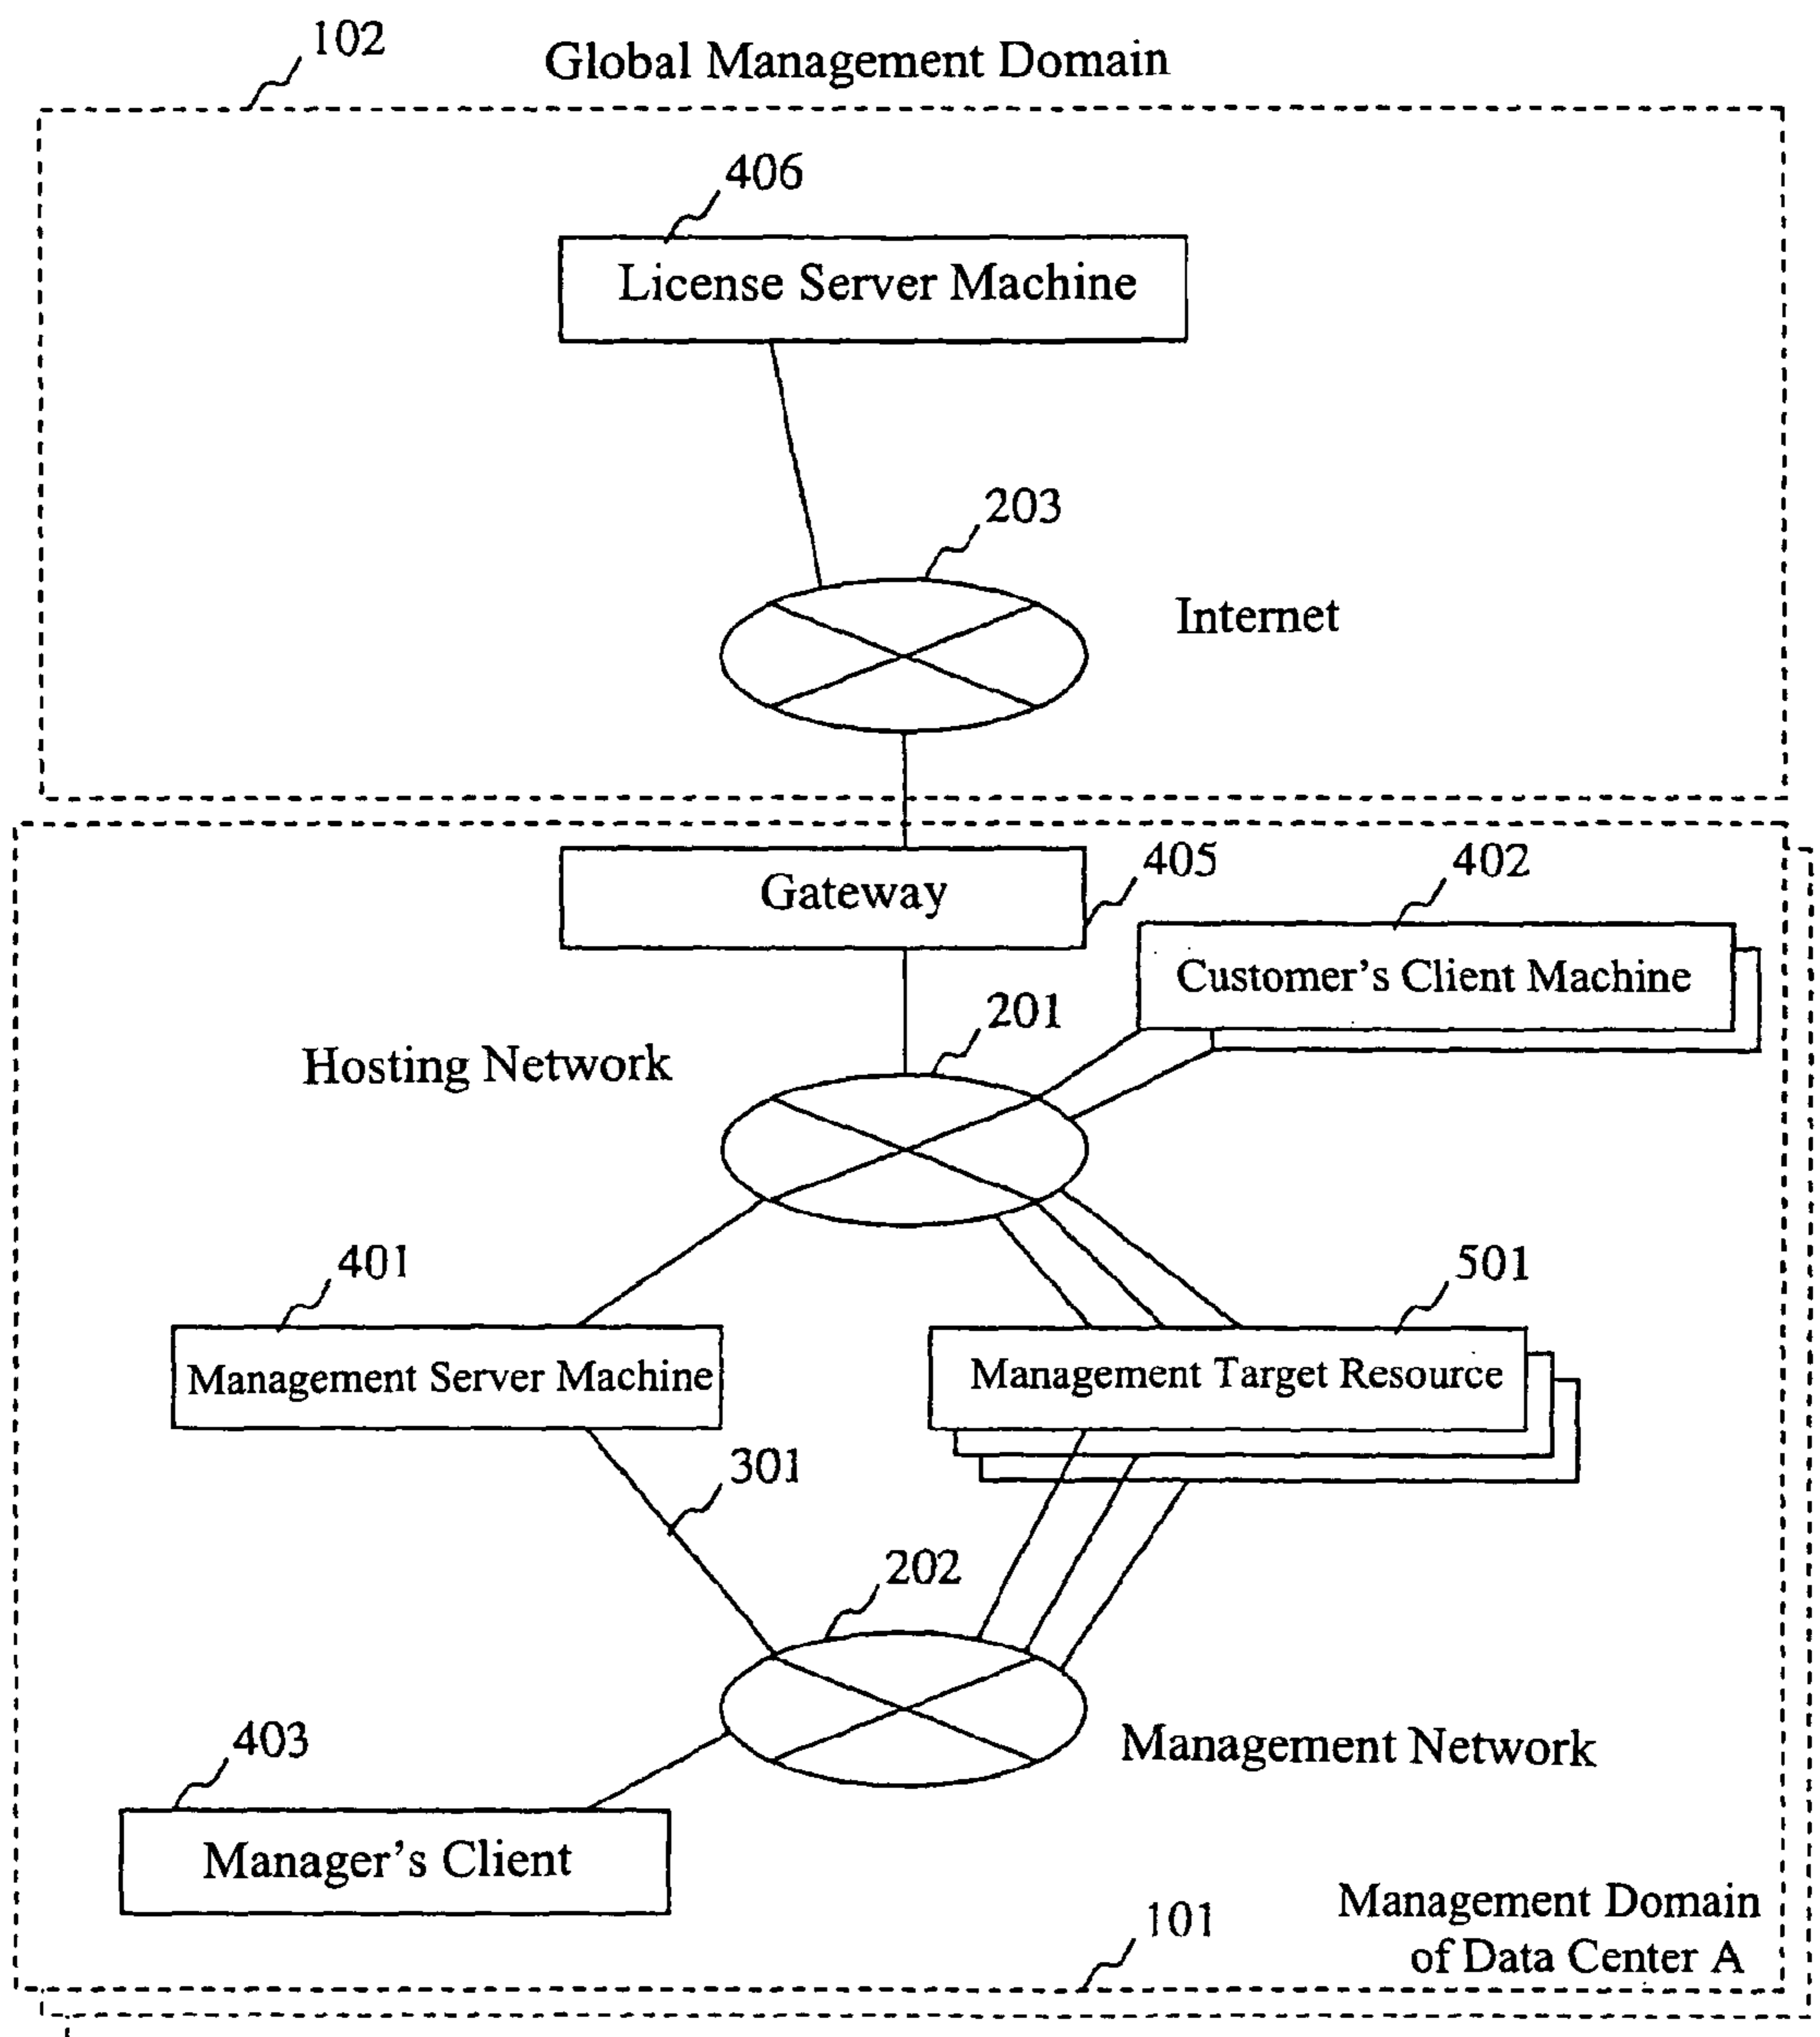 102
Global Management Domain
406
License Server Machine
203
Internet
Gateway
405
402
Customer's Client Machine
201
Hosting Network
401
501
Management Server Machine
Management Target Resource
301
202
403
Management Network
Manager's Client
101
Management Domain
of Data Center A